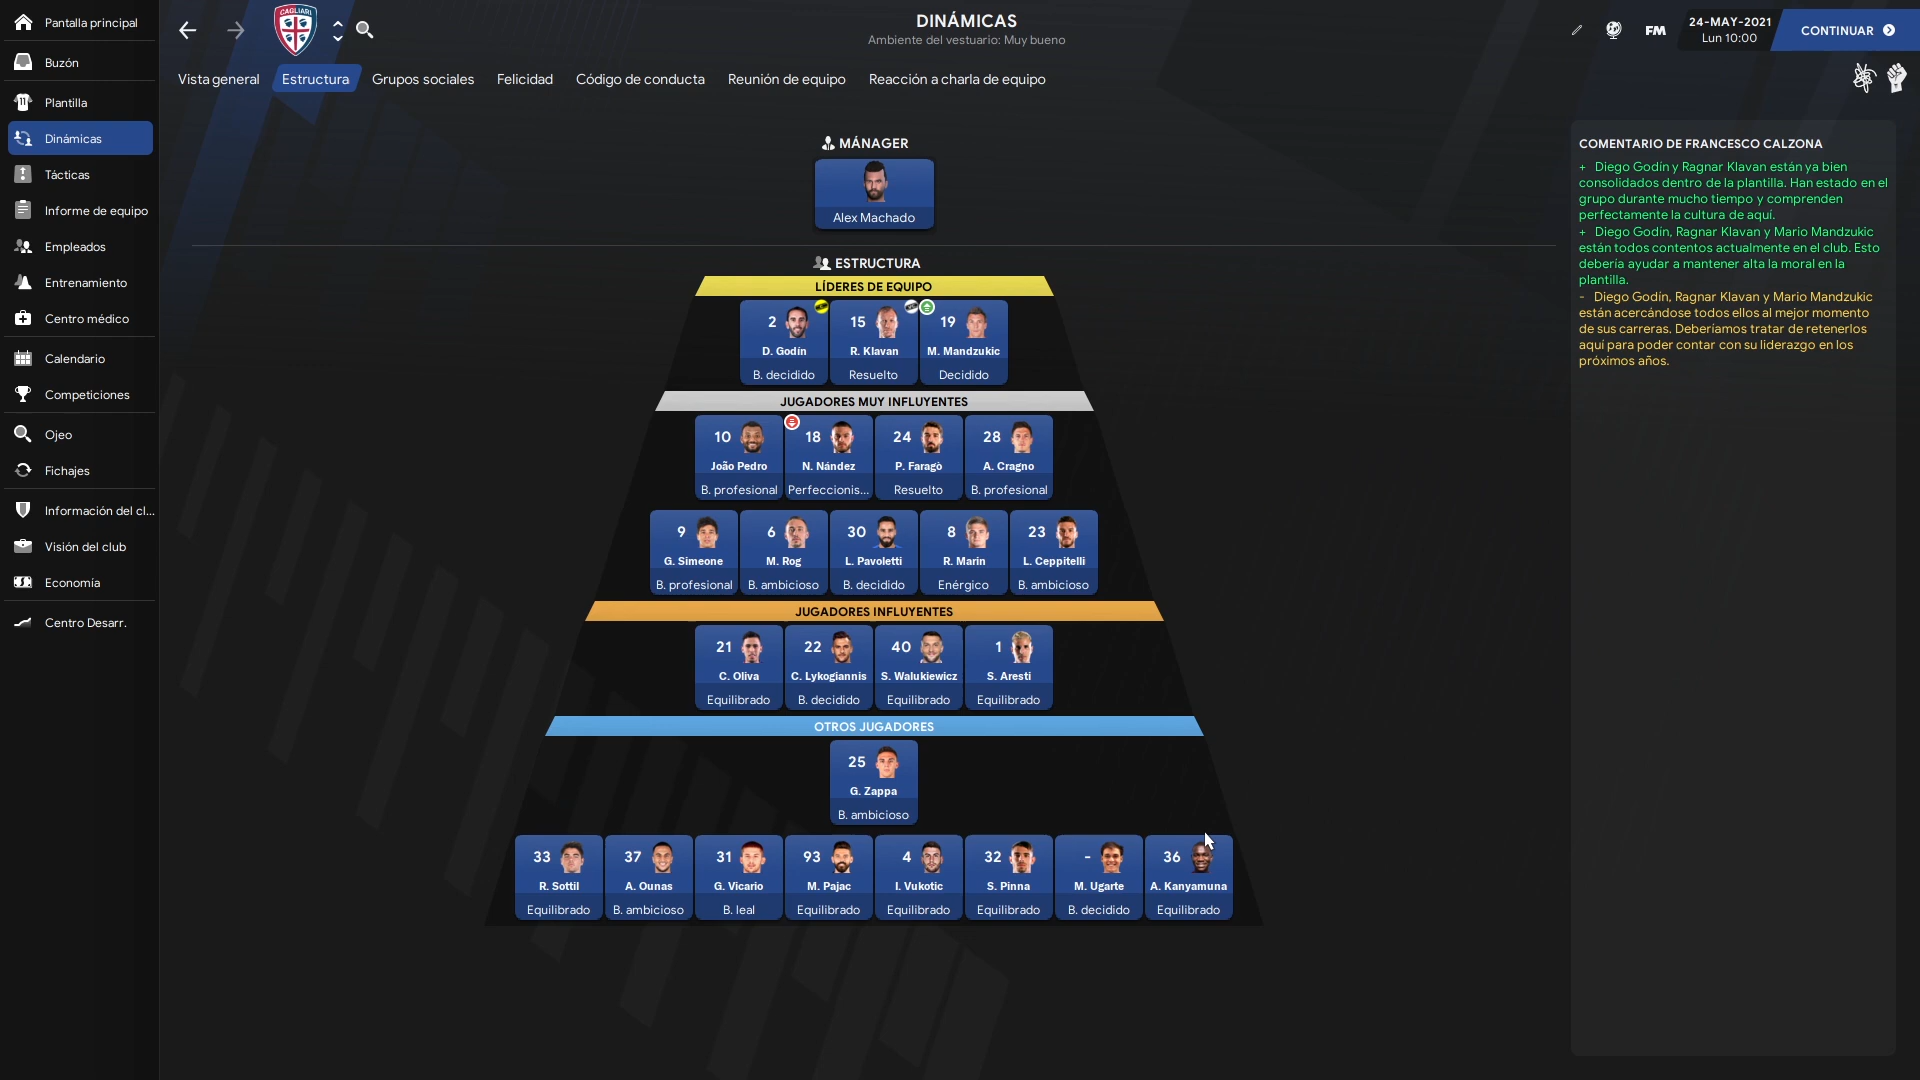 Pantalla principal
Buzón
Plantilla
Dinámicas
Tácticas
Informe de equipo
Empleados
Entrenamiento
Centro médico
Calendario
Competiciones
Ojeo
Fichajes
Información del cl...
Visión del club
Economía
Centro Desarr.
CAGLIARI
DINÁMICAS
Ambiente del vestuario: Muy bueno
FM
24-MAY-2021
Lun 10:00
CONTINUAR
Vista general Estructura Grupos sociales Felicidad Código de conducta Reunión de equipo Reacción a charla de equipo
MÁNAGER
Alex Machado
ESTRUCTURA
LÍDERES DE EQUIPO
2 15 19
D. Godín R. Klavan M. Mandzukic
B. decidido Resuelto Decidido
JUGADORES MUY INFLUYENTES
10 18 24 28
João Pedro N. Nández P. Faragò A. Cragno
B. profesional Perfeccionis... Resuelto B. profesional
9 6 30 8 23
G. Simeone M. Rog L. Pavoletti R. Marin L. Ceppitelli
B. profesional B. ambicioso B. decidido Enérgico B. ambicioso
JUGADORES INFLUYENTES
21 22 40 1
C. Oliva C. Lykogiannis S. Walukiewicz S. Aresti
Equilibrado B. decidido Equilibrado Equilibrado
OTROS JUGADORES
25
G. Zappa
B. ambicioso
33 37 31 93 4 32 - 36
R. Sottil A. Ounas G. Vicario M. Pajac I. Vukotic S. Pinna M. Ugarte A. Kanyamuna
Equilibrado B. ambicioso B. leal Equilibrado Equilibrado Equilibrado B. decidido Equilibrado
COMENTARIO DE FRANCESCO CALZONA
+ Diego Godín y Ragnar Klavan están ya bien
consolidados dentro de la plantilla. Han estado en el
grupo durante mucho tiempo y comprenden
perfectamente la cultura de aquí.
+ Diego Godín, Ragnar Klavan y Mario Mandzukic
están todos contentos actualmente en el club. Esto
debería ayudar a mantener alta la moral en la
plantilla.
- Diego Godín, Ragnar Klavan y Mario Mandzukic
están acercándose todos ellos al mejor momento
de sus carreras. Deberíamos tratar de retenerlos
aquí para poder contar con su liderazgo en los
próximos años.